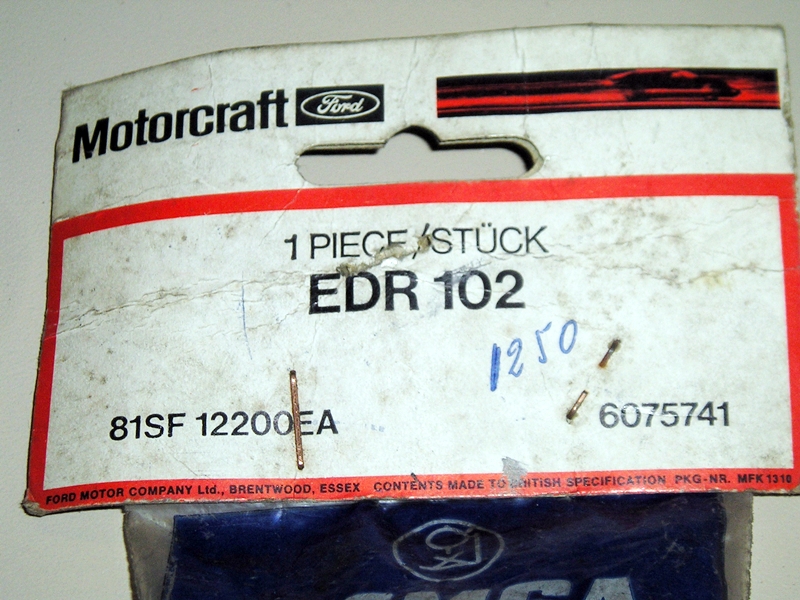 Motorcraft Ford
1 PIECE/STÜCK
EDR 102
1250
81SF 12200EA 6075741
FORD MOTOR COMPANY Ltd., BRENTWOOD, ESSEX CONTENTS MADE TO BRITISH SPECIFICATION PKG-NR. MFK 1310